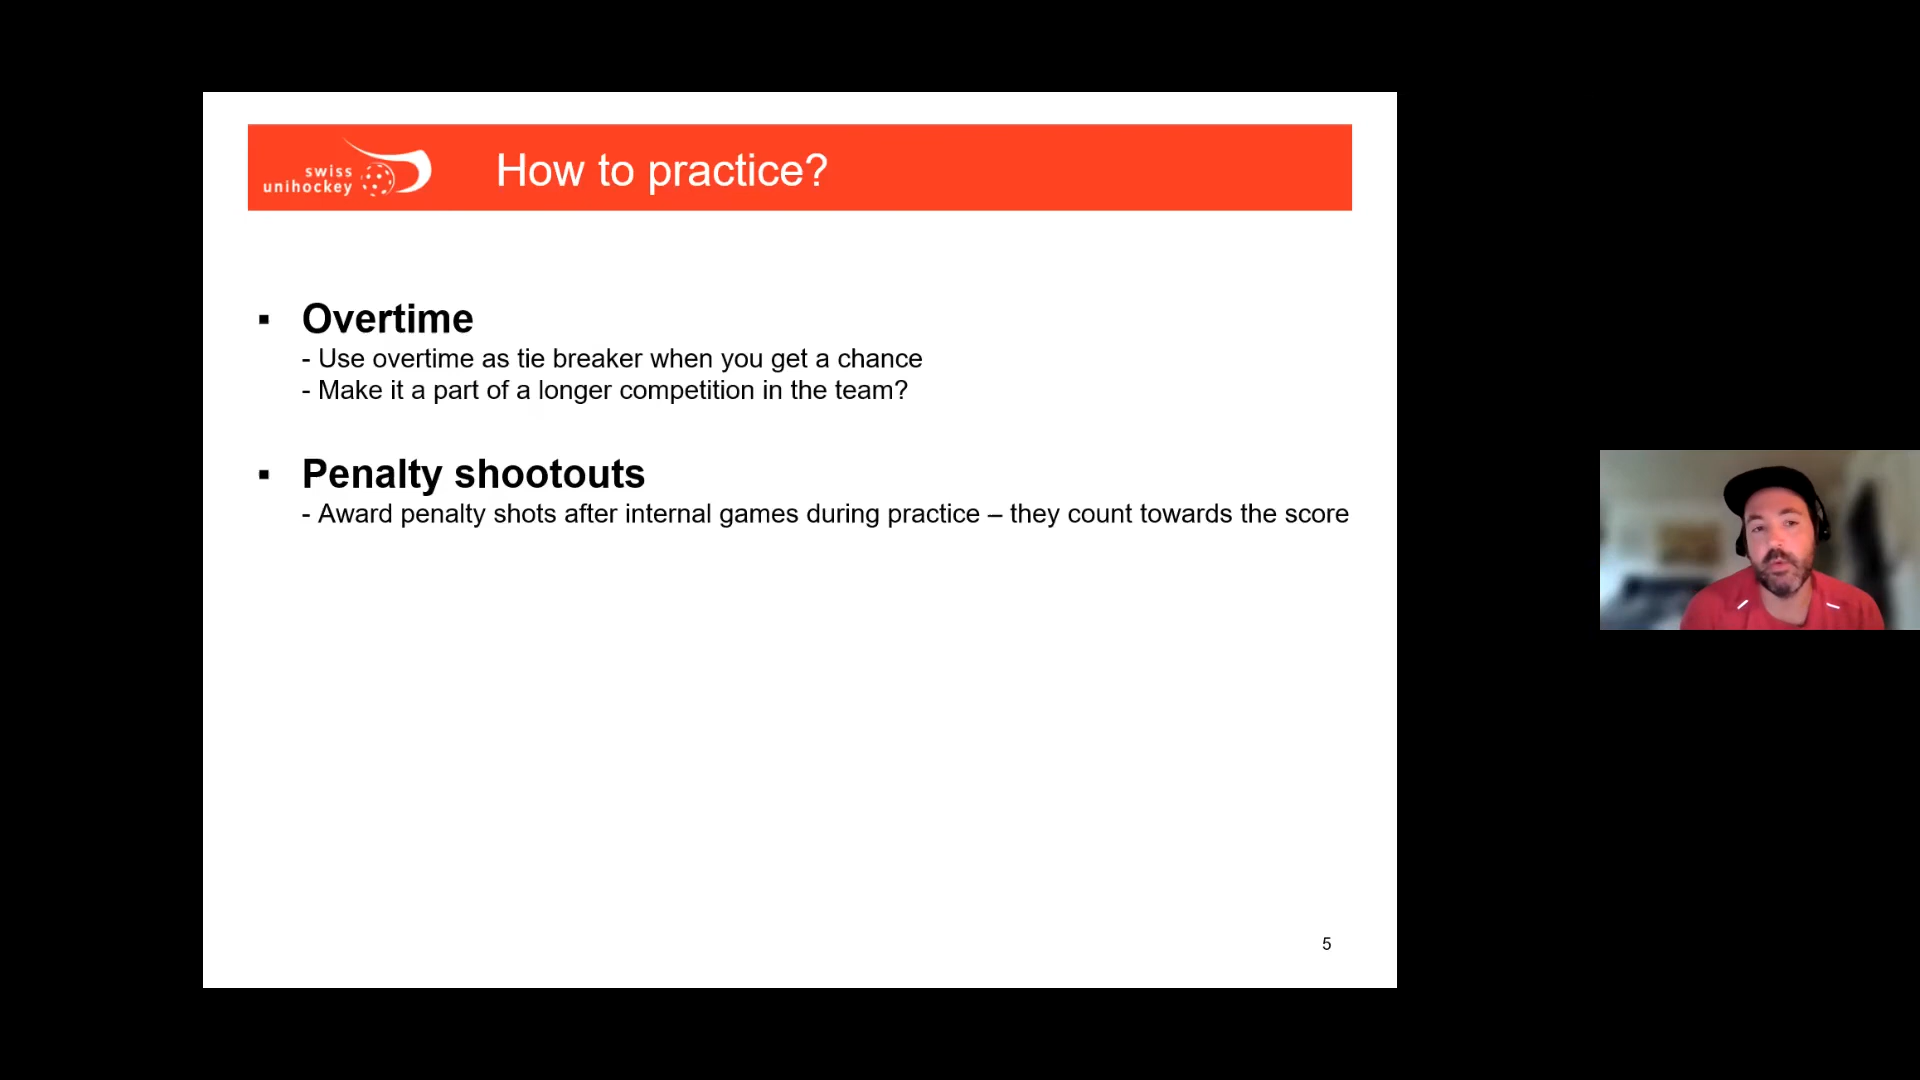 swiss
unihockey
How to practice?
▪ Overtime
- Use overtime as tie breaker when you get a chance
- Make it a part of a longer competition in the team?
▪ Penalty shootouts
- Award penalty shots after internal games during practice – they count towards the score
5